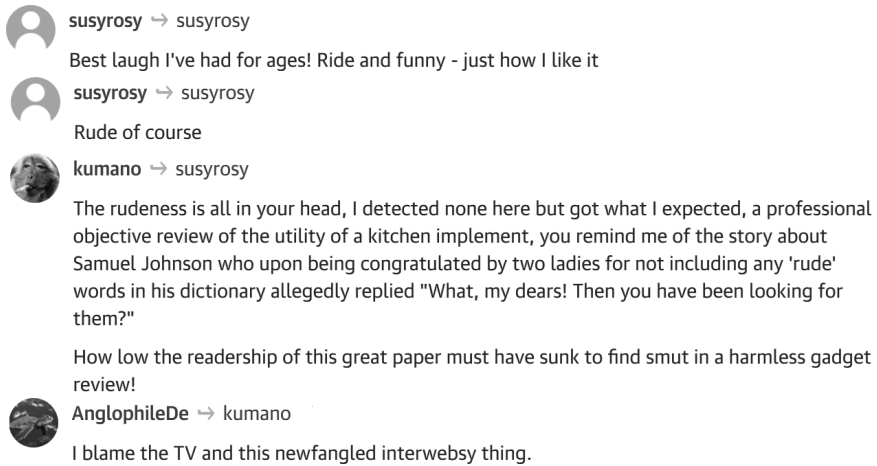 susyrosy ↪ susyrosy
Best laugh I've had for ages! Ride and funny - just how I like it
susyrosy ↪ susyrosy
Rude of course
kumano ↪ susyrosy
The rudeness is all in your head, I detected none here but got what I expected, a professional
objective review of the utility of a kitchen implement, you remind me of the story about
Samuel Johnson who upon being congratulated by two ladies for not including any 'rude'
words in his dictionary allegedly replied "What, my dears! Then you have been looking for
them?"
How low the readership of this great paper must have sunk to find smut in a harmless gadget
review!
AnglophileDe ↪ kumano
I blame the TV and this newfangled interwebsy thing.